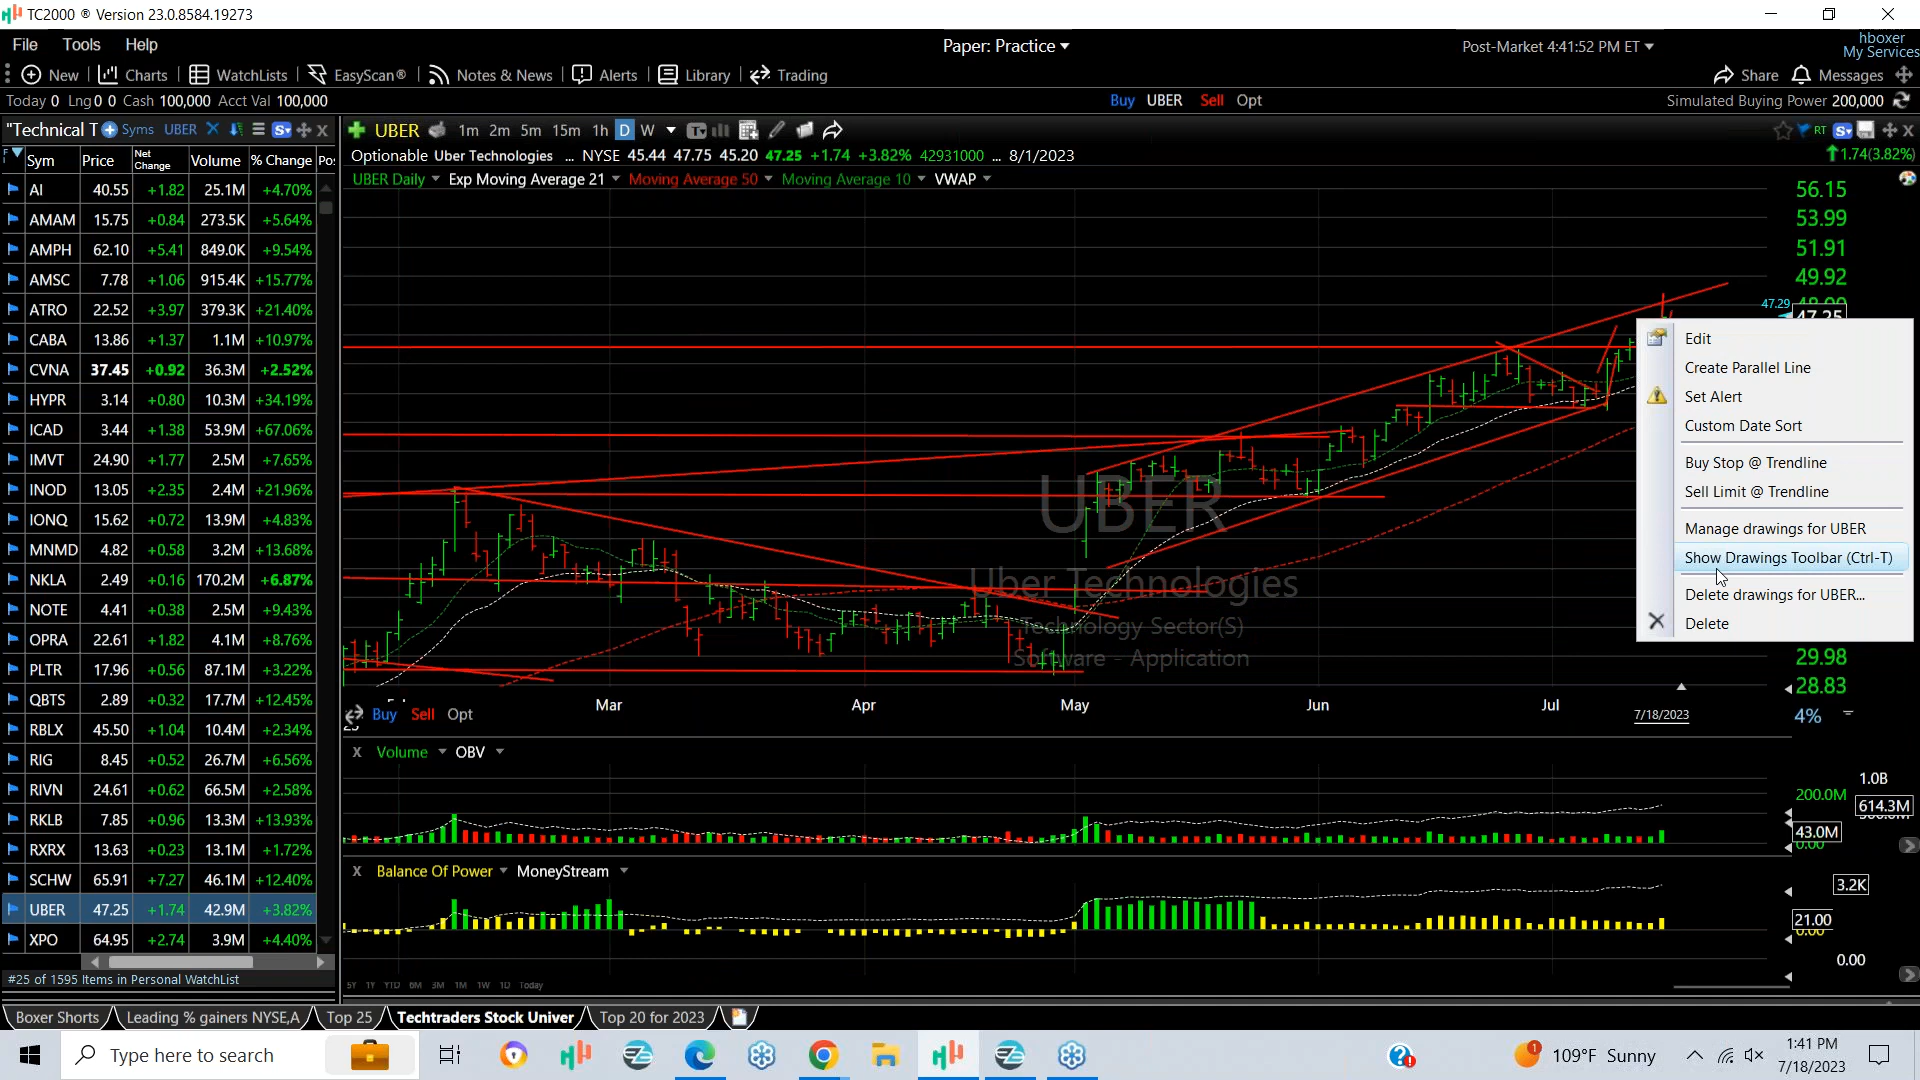 TC2000 ® Version 23.0.8584.19273
File Tools Help
Paper: Practice
Post-Market 4:41:52 PM ET
hboxer
My Services
New Charts WatchLists EasyScan® Notes & News Alerts Library Trading
Share Messages
Today 0 Lng 0 0 Cash 100,000 Acct Val 100,000
Buy UBER Sell Opt
Simulated Buying Power 200,000
"Technical T Syms UBER
UBER 1m 2m 5m 15m 1h D W
RT
Optionable Uber Technologies ... NYSE 45.44 47.75 45.20 47.25 +1.74 +3.82% 42931000 ... 8/1/2023
1.74(3.82%)
UBER Daily Exp Moving Average 21 Moving Average 50 Moving Average 10 VWAP
Sym Price Net Change Volume % Change Pos
AI 40.55 +1.82 25.1M +4.70%
AMAM 15.75 +0.84 273.5K +5.64%
AMPH 62.10 +5.41 849.0K +9.54%
AMSC 7.78 +1.06 915.4K +15.77%
ATRO 22.52 +3.97 379.3K +21.40%
CABA 13.86 +1.37 1.1M +10.97%
CVNA 37.45 +0.92 36.3M +2.52%
HYPR 3.14 +0.80 10.3M +34.19%
ICAD 3.44 +1.38 53.9M +67.06%
IMVT 24.90 +1.77 2.5M +7.65%
INOD 13.05 +2.35 2.4M +21.96%
IONQ 15.62 +0.72 13.9M +4.83%
MNMD 4.82 +0.58 3.2M +13.68%
NKLA 2.49 +0.16 170.2M +6.87%
NOTE 4.41 +0.38 2.5M +9.43%
OPRA 22.61 +1.82 4.1M +8.76%
PLTR 17.96 +0.56 87.1M +3.22%
QBTS 2.89 +0.32 17.7M +12.45%
RBLX 45.50 +1.04 10.4M +2.34%
RIG 8.45 +0.52 26.7M +6.56%
RIVN 24.61 +0.62 66.5M +2.58%
RKLB 7.85 +0.96 13.3M +13.93%
RXRX 13.63 +0.23 13.1M +1.72%
SCHW 65.91 +7.27 46.1M +12.40%
UBER 47.25 +1.74 42.9M +3.82%
XPO 64.95 +2.74 3.9M +4.40%
#25 of 1595 Items in Personal WatchList
56.15
53.99
51.91
49.92
47.29
47.25
Edit
Create Parallel Line
Set Alert
Custom Date Sort
Buy Stop @ Trendline
Sell Limit @ Trendline
Manage drawings for UBER
Show Drawings Toolbar (Ctrl-T)
Delete drawings for UBER...
Delete
29.98
28.83
UBER
Uber Technologies
Technology Sector(S)
Software - Application
Mar Apr May Jun Jul
7/18/2023
4%
Buy Sell Opt
X Volume OBV
1.0B
200.0M
614.3M
43.0M
0.00
X Balance Of Power MoneyStream
3.2K
21.00
0.00
5Y 1Y YTD 6M 3M 1M 1W 1D Today
Boxer Shorts Leading % gainers NYSE,A Top 25 Techtraders Stock Univer Top 20 for 2023
Type here to search
109°F Sunny
1:41 PM
7/18/2023